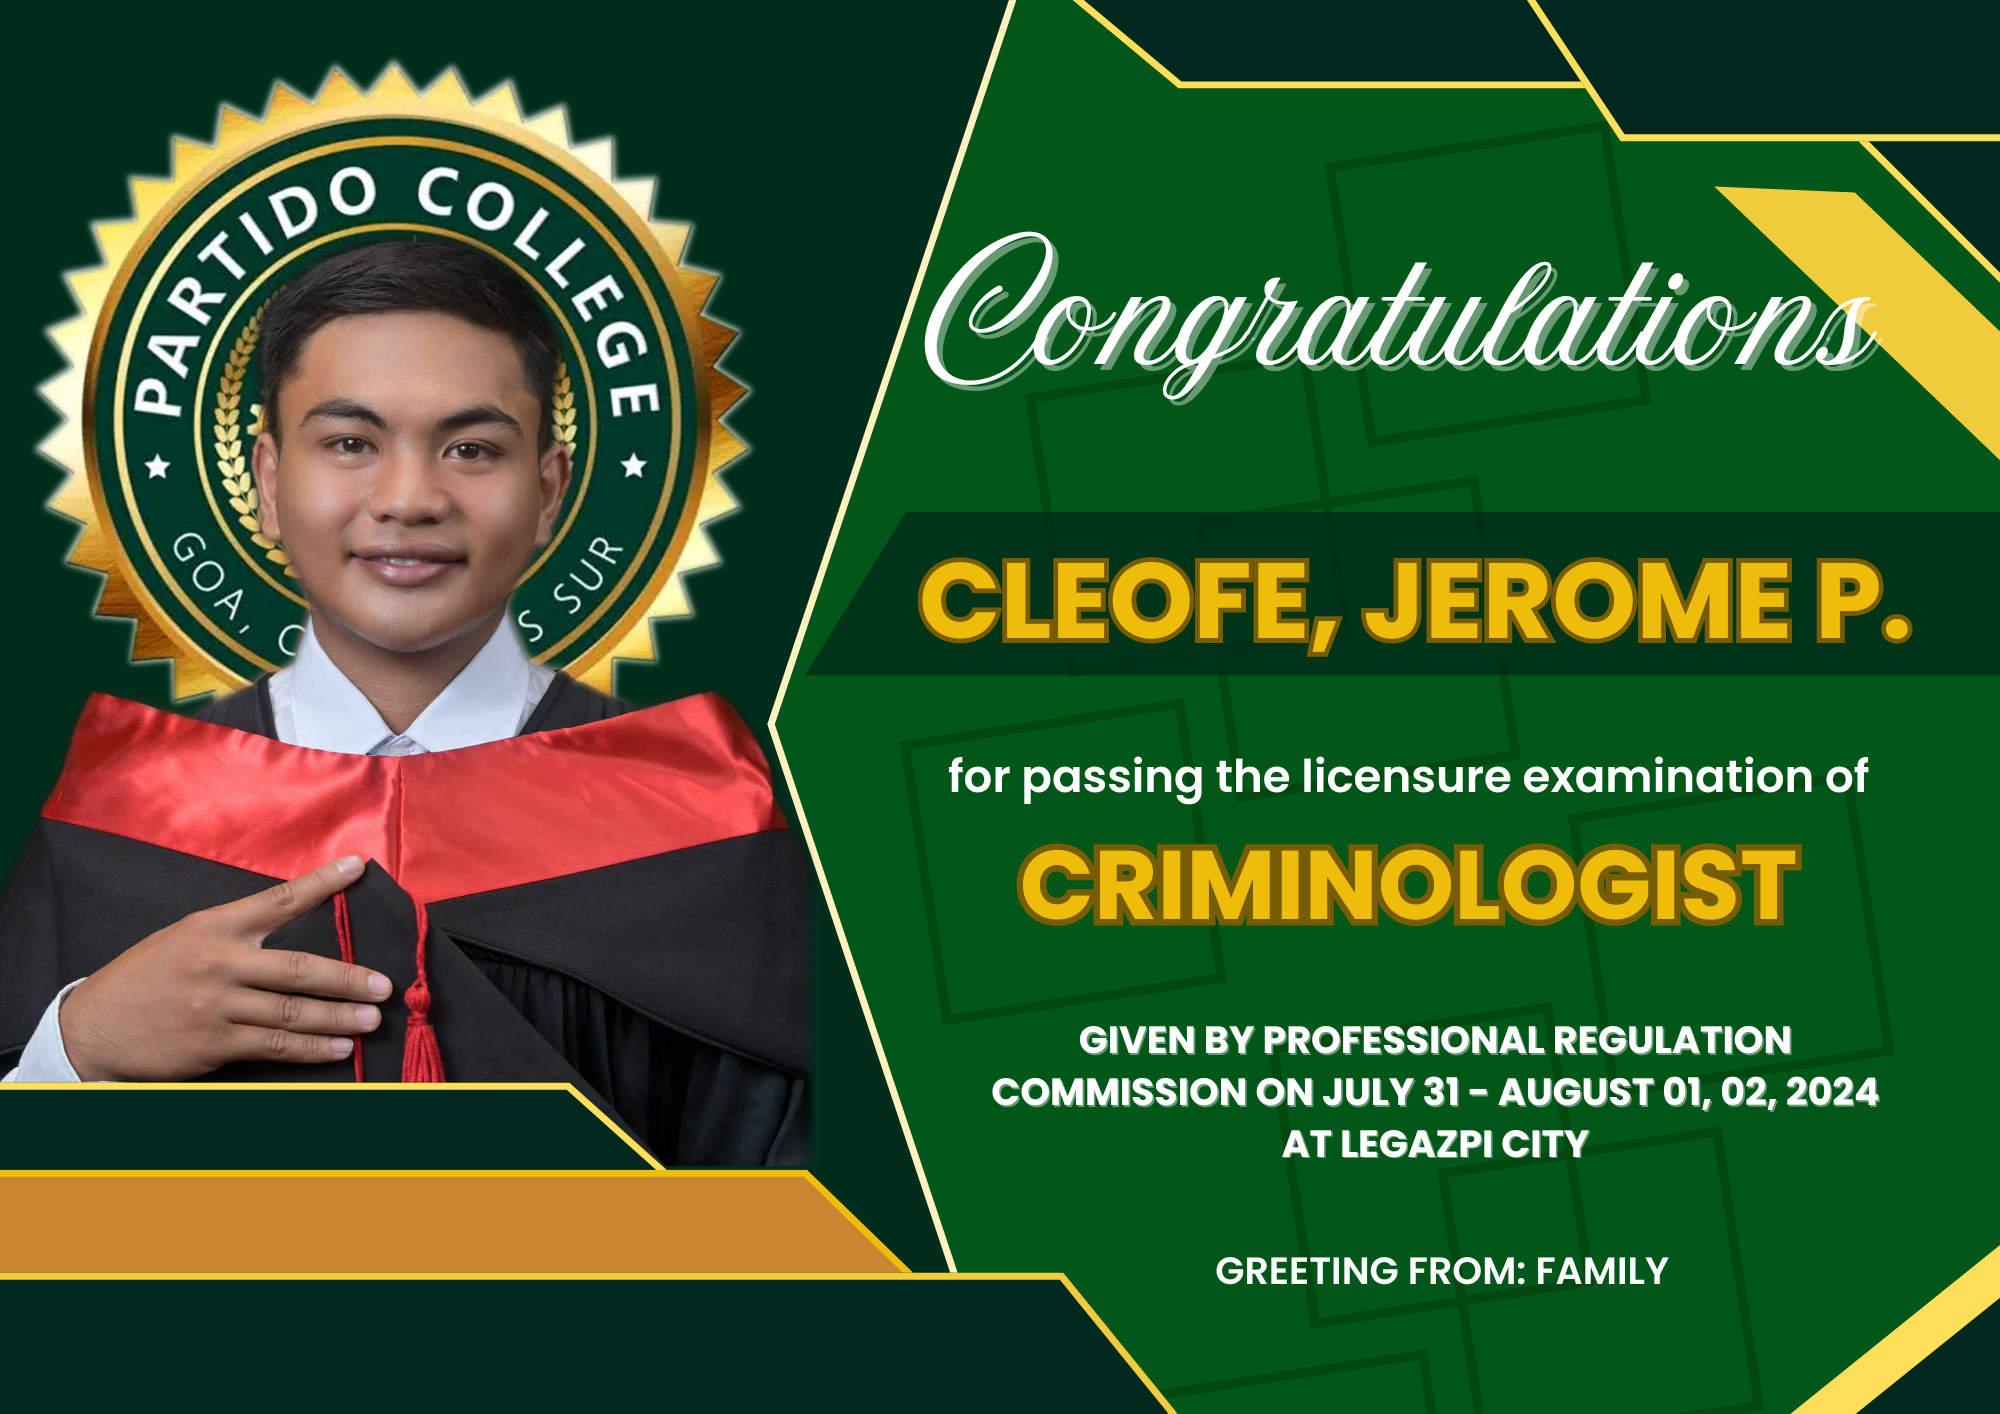 PARTIDO COLLEGE
GOA, S SUR
Congratulations
CLEOFE, JEROME P.
for passing the licensure examination of
CRIMINOLOGIST
GIVEN BY PROFESSIONAL REGULATION
COMMISSION ON JULY 31 - AUGUST 01, 02, 2024
AT LEGAZPI CITY
GREETING FROM: FAMILY